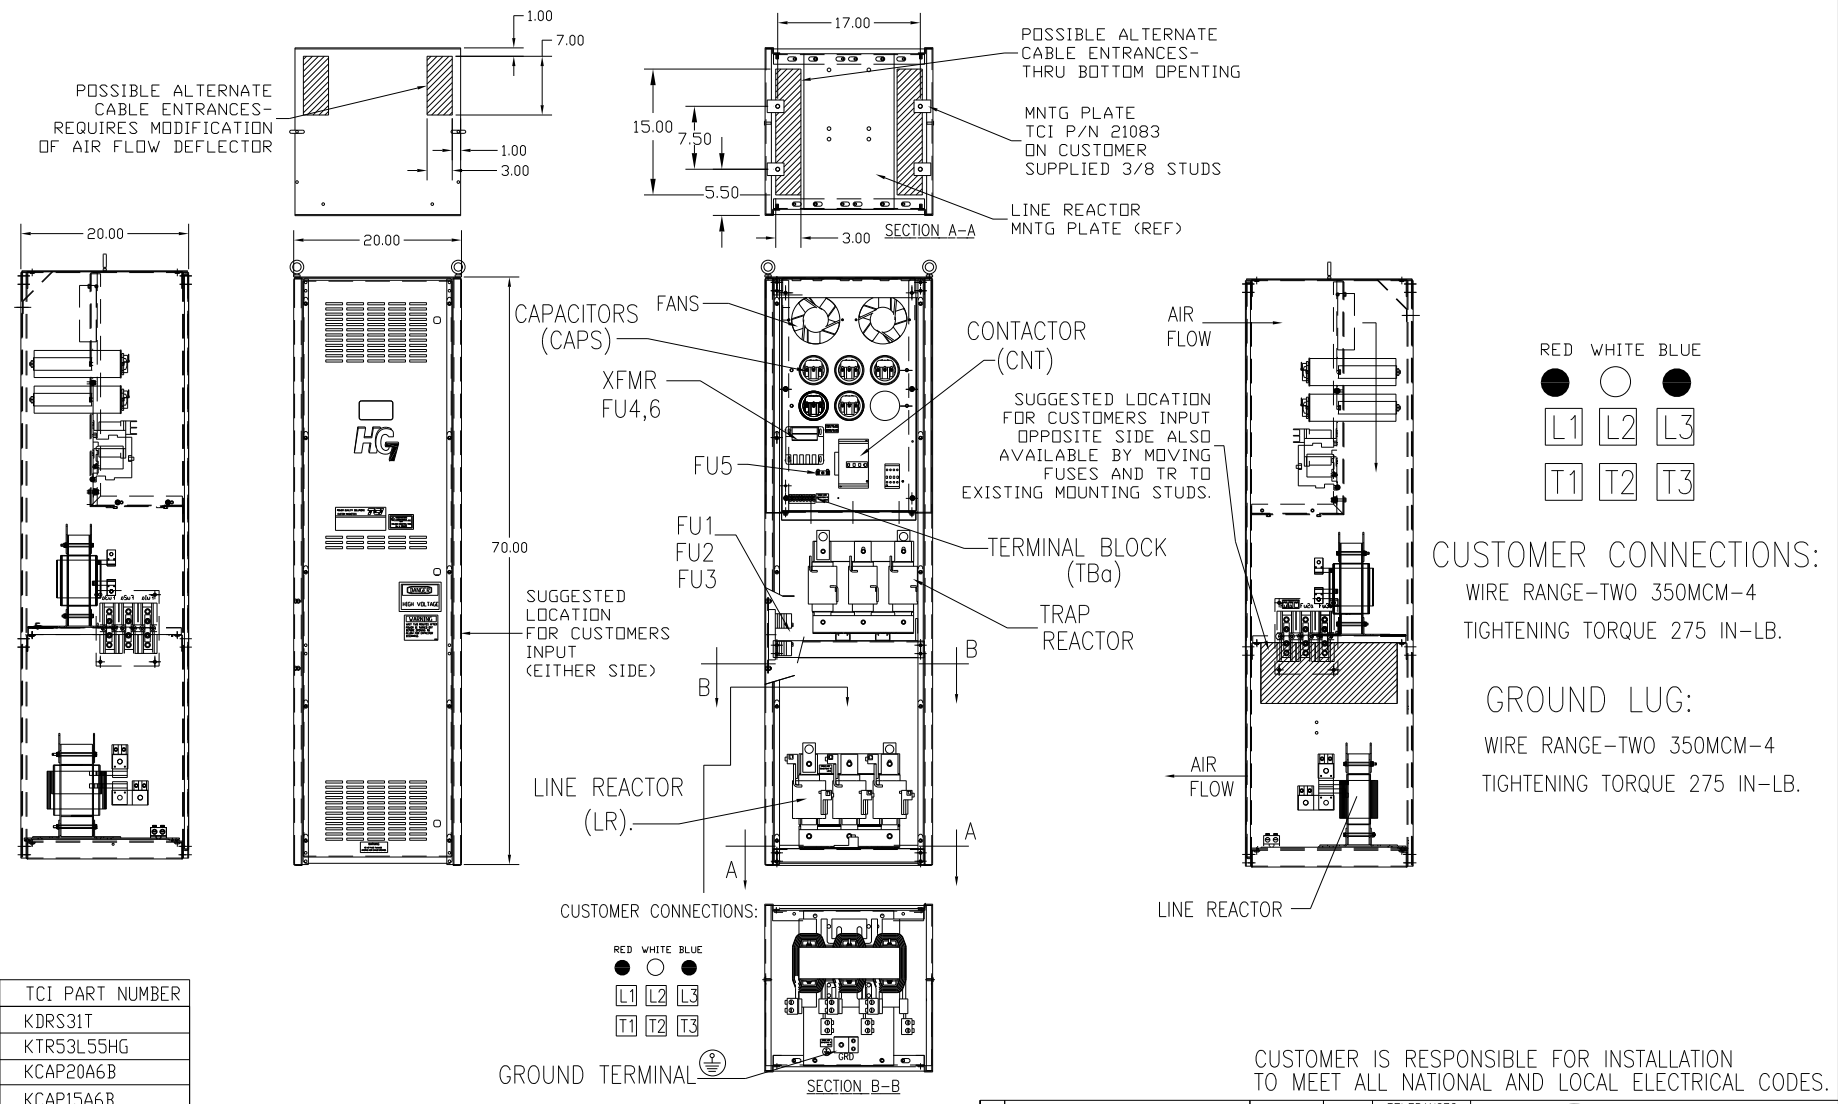 1.00
7.00
POSSIBLE ALTERNATE
CABLE ENTRANCES-
REQUIRES MODIFICATION
OF AIR FLOW DEFLECTOR
1.00
3.00
17.00
POSSIBLE ALTERNATE
CABLE ENTRANCES-
THRU BOTTOM OPENTING
15.00
7.50
5.50
MNTG PLATE
TCI P/N 21083
ON CUSTOMER
SUPPLIED 3/8 STUDS
LINE REACTOR
MNTG PLATE (REF)
3.00
SECTION A-A
20.00
20.00
70.00
HG7
DANGER
HIGH VOLTAGE
WARNING
CAPACITORS
(CAPS)
FANS
XFMR
FU4,6
FU5
FU1
FU2
FU3
CONTACTOR
(CNT)
SUGGESTED LOCATION
FOR CUSTOMERS INPUT
OPPOSITE SIDE ALSO
AVAILABLE BY MOVING
FUSES AND TR TO
EXISTING MOUNTING STUDS.
TERMINAL BLOCK
(TBa)
TRAP
REACTOR
SUGGESTED
LOCATION
FOR CUSTOMERS
INPUT
(EITHER SIDE)
B
B
LINE REACTOR
(LR).
A
A
AIR
FLOW
AIR
FLOW
LINE REACTOR
RED WHITE BLUE
L1 L2 L3
T1 T2 T3
CUSTOMER CONNECTIONS:
WIRE RANGE-TWO 350MCM-4
TIGHTENING TORQUE 275 IN-LB.
GROUND LUG:
WIRE RANGE-TWO 350MCM-4
TIGHTENING TORQUE 275 IN-LB.
CUSTOMER CONNECTIONS:
RED WHITE BLUE
L1 L2 L3
T1 T2 T3
GROUND TERMINAL
GRD
SECTION B-B
TCI PART NUMBER
KDRS31T
KTR53L55HG
KCAP20A6B
KCAP15A6B
CUSTOMER IS RESPONSIBLE FOR INSTALLATION
TO MEET ALL NATIONAL AND LOCAL ELECTRICAL CODES.